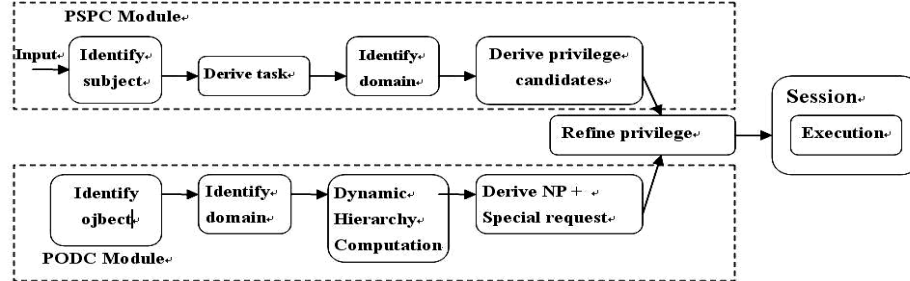 PSPC Module
Input
Identify
subject
Derive task
Identify
domain
Derive privilege
candidates
Refine privilege
Session
Execution
Identify
ojbect
Identify
domain
Dynamic
Hierarchy
Computation
Derive NP +
Special request
PODC Module